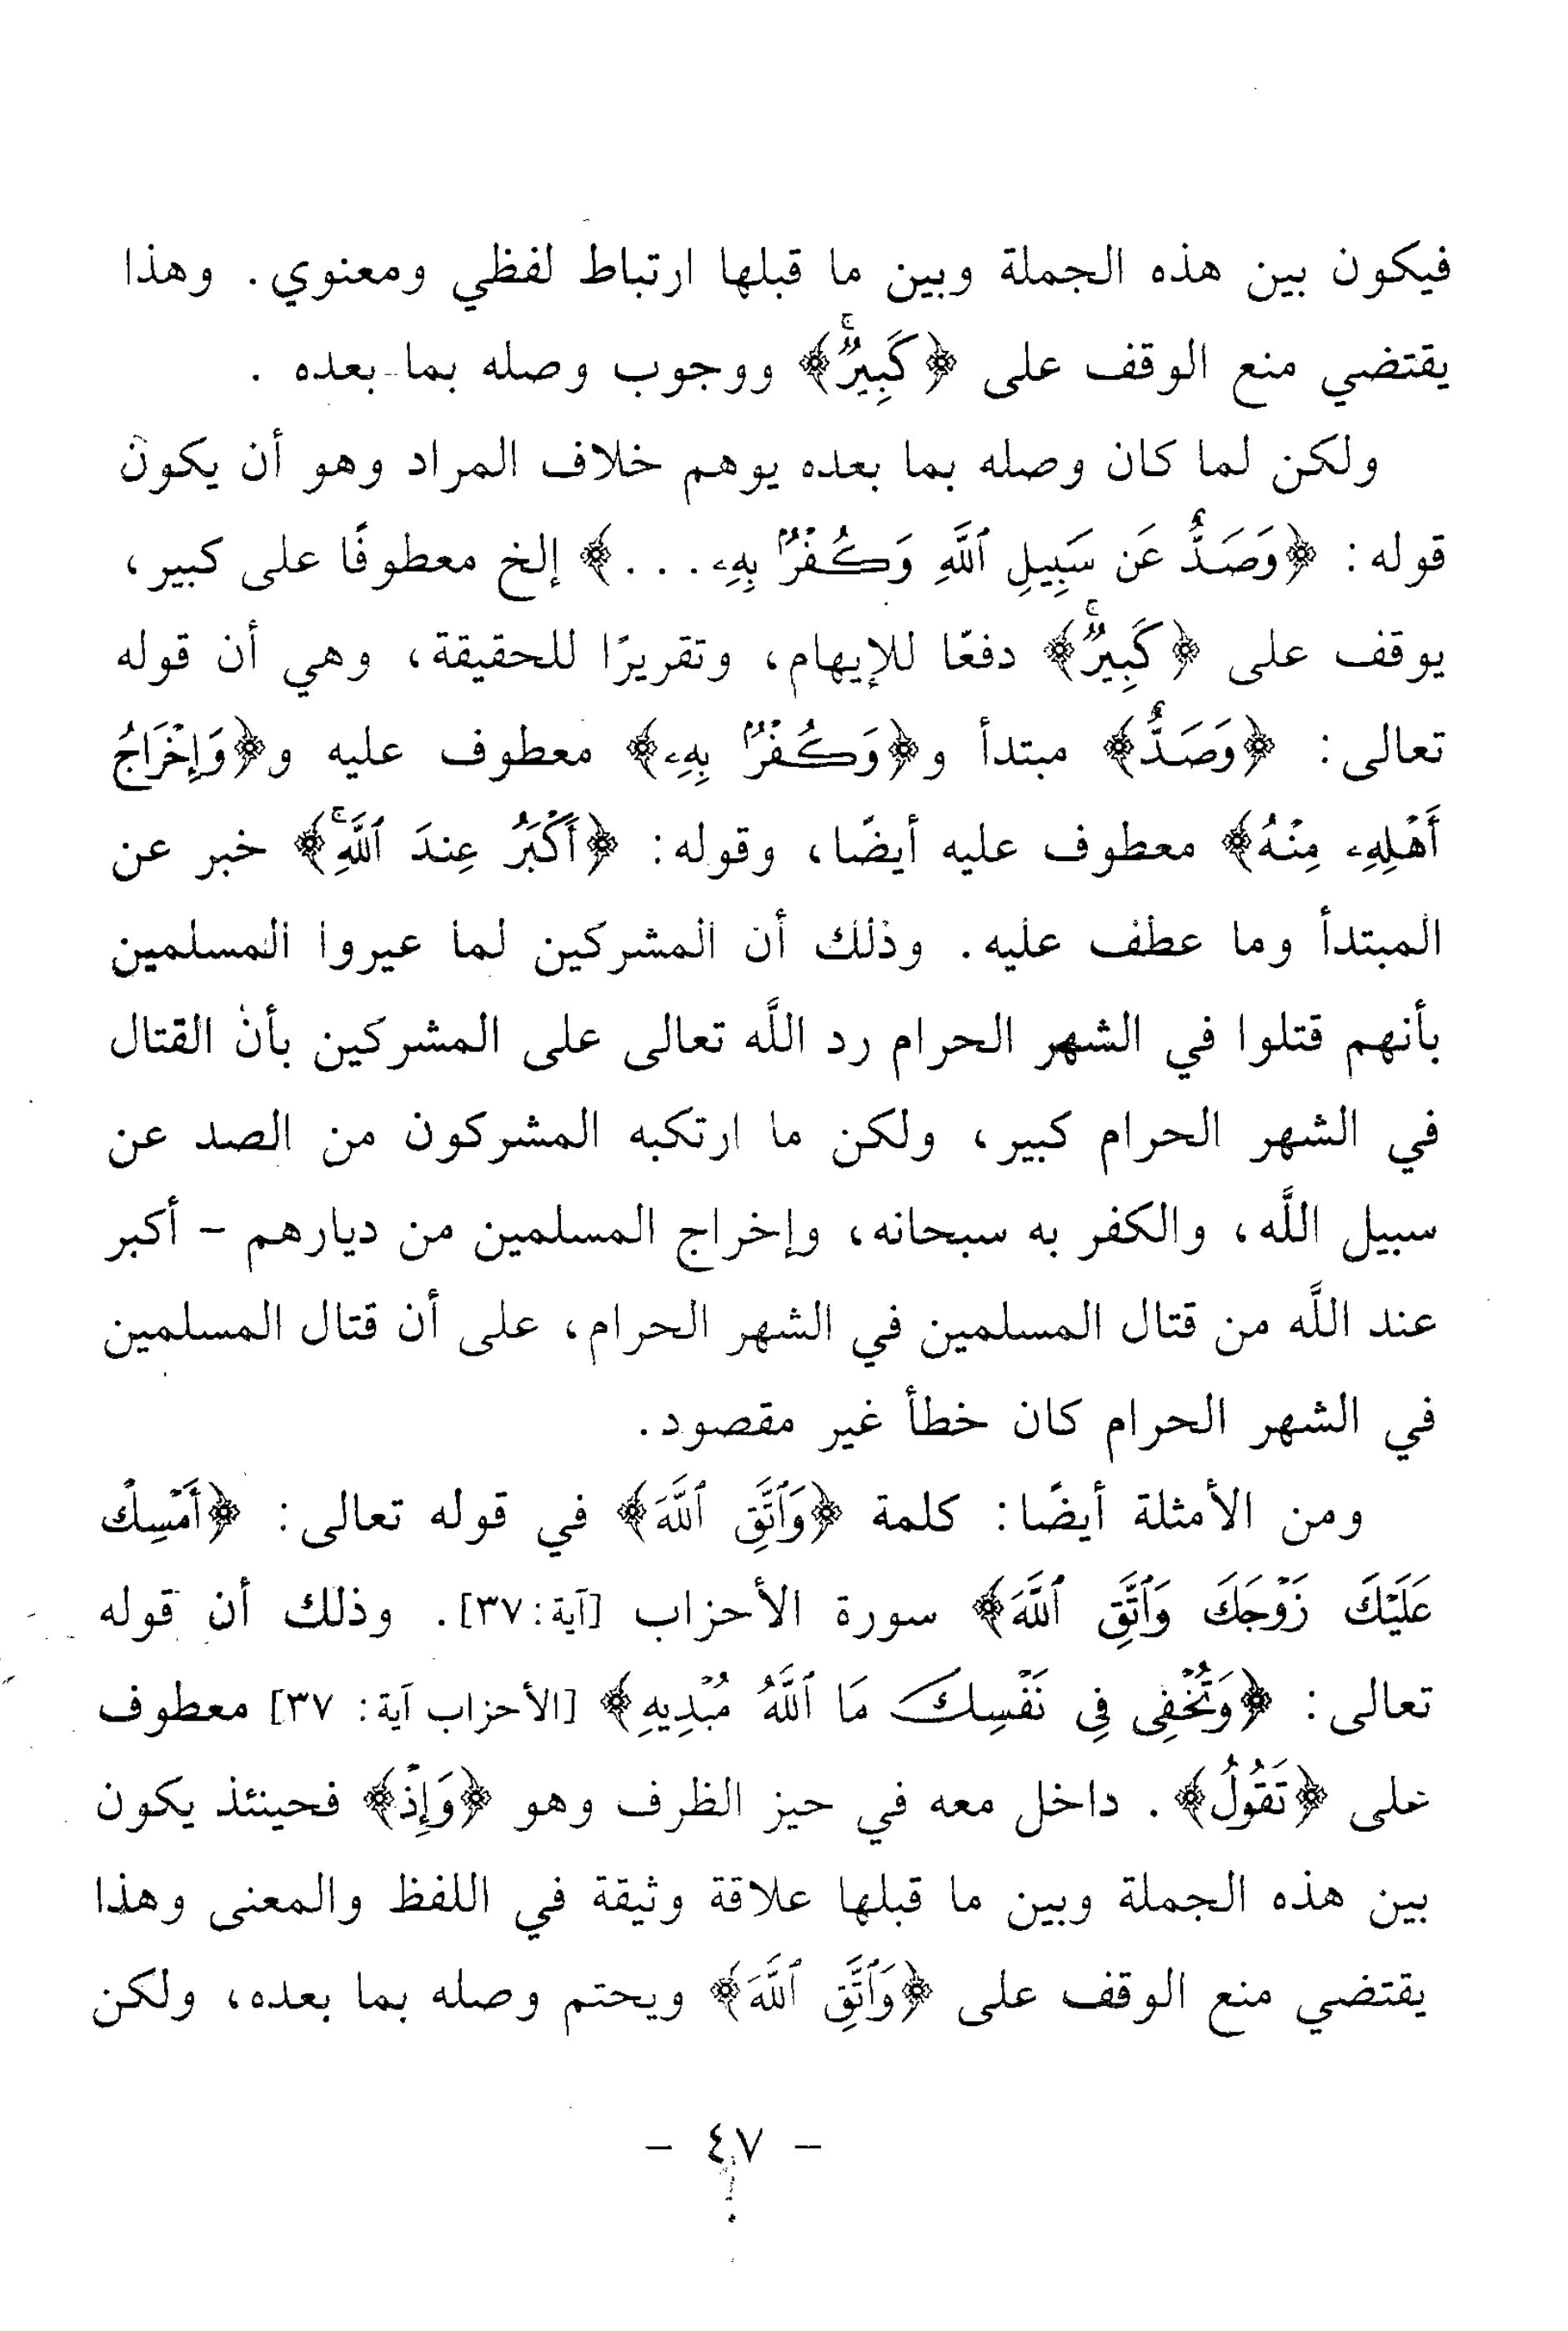 فيكون بين هذه الجملة وبين ما قبلها ارتباط لفظي ومعنوي. وهذا
يقتضي منع الوقف على ﴿كَبِيرٌۚ﴾ ووجوب وصله بما بعده .
ولكن لما كان وصله بما بعده يوهم خلاف المراد وهو أن يكون
قوله: ﴿وَصَدٌّ عَن سَبِيلِ ٱللَّهِ وَكُفْرٌۢ بِهِۦ...﴾ إلخ معطوفًا على كبير،
يوقف على ﴿كَبِيرٌۚ﴾ دفعًا للإيهام، وتقريرًا للحقيقة، وهي أن قوله
تعالى: ﴿وَصَدٌّ﴾ مبتدأ و﴿وَكُفْرٌۢ بِهِۦ﴾ معطوف عليه و﴿وَإِخْرَاجُ
أَهْلِهِۦ مِنْهُ﴾ معطوف عليه أيضًا، وقوله: ﴿أَكْبَرُ عِندَ ٱللَّهِۚ﴾ خبر عن
المبتدأ وما عطف عليه. وذلك أن المشركين لما عيروا المسلمين
بأنهم قتلوا في الشهر الحرام رد اللَّه تعالى على المشركين بأن القتال
في الشهر الحرام كبير، ولكن ما ارتكبه المشركون من الصد عن
سبيل اللَّه، والكفر به سبحانه، وإخراج المسلمين من ديارهم - أكبر
عند اللَّه من قتال المسلمين في الشهر الحرام، على أن قتال المسلمين
في الشهر الحرام كان خطأ غير مقصود.
ومن الأمثلة أيضًا: كلمة ﴿وَٱتَّقِ ٱللَّهَ﴾ في قوله تعالى: ﴿أَمْسِكْ
عَلَيْكَ زَوْجَكَ وَٱتَّقِ ٱللَّهَ﴾ سورة الأحزاب [آية:٣٧]. وذلك أن قوله
تعالى: ﴿وَتُخْفِى فِى نَفْسِكَ مَا ٱللَّهُ مُبْدِيهِ﴾ [الأحزاب آية: ٣٧] معطوف
على ﴿تَقُولُ﴾. داخل معه في حيز الظرف وهو ﴿وَإِذْ﴾ فحينئذ يكون
بين هذه الجملة وبين ما قبلها علاقة وثيقة في اللفظ والمعنى وهذا
يقتضي منع الوقف على ﴿وَٱتَّقِ ٱللَّهَ﴾ ويحتم وصله بما بعده، ولكن
- ٤٧ -